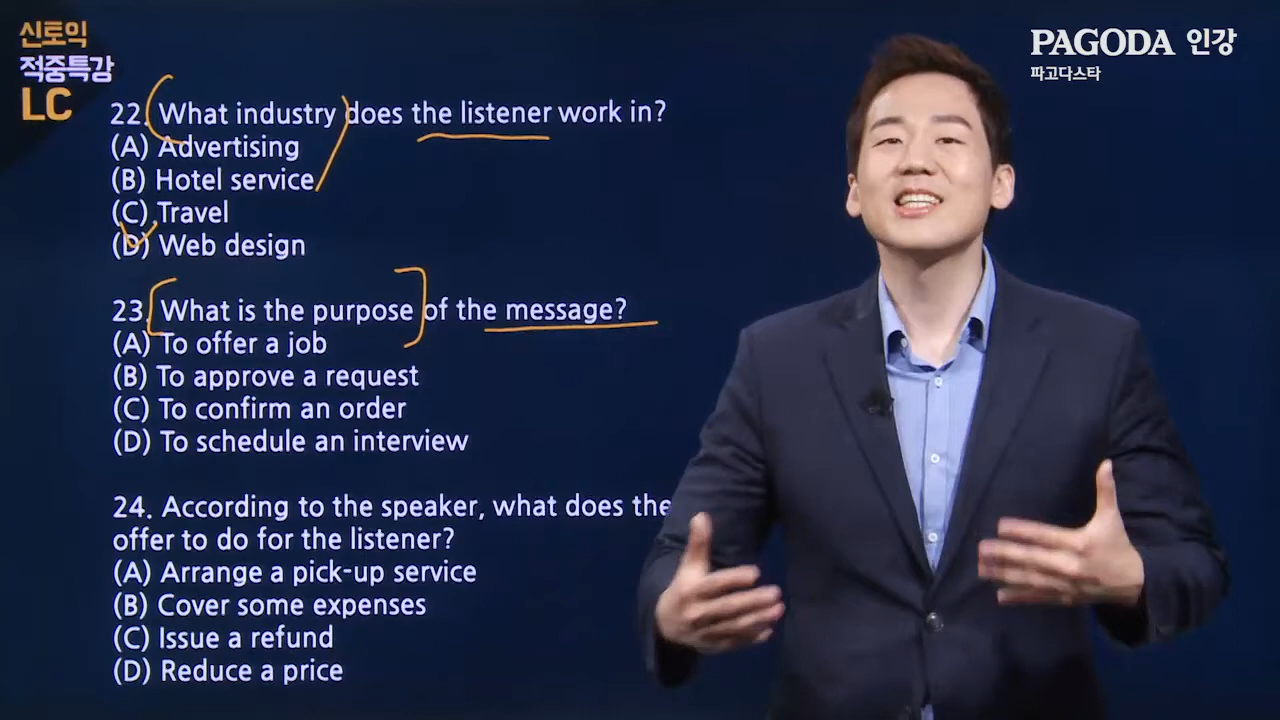 신토익
적중특강
LC
PAGODA 인강
파고다스타
22. What industry does the listener work in?
(A) Advertising
(B) Hotel service
(C) Travel
(D) Web design
23. What is the purpose of the message?
(A) To offer a job
(B) To approve a request
(C) To confirm an order
(D) To schedule an interview
24. According to the speaker, what does the
offer to do for the listener?
(A) Arrange a pick-up service
(B) Cover some expenses
(C) Issue a refund
(D) Reduce a price